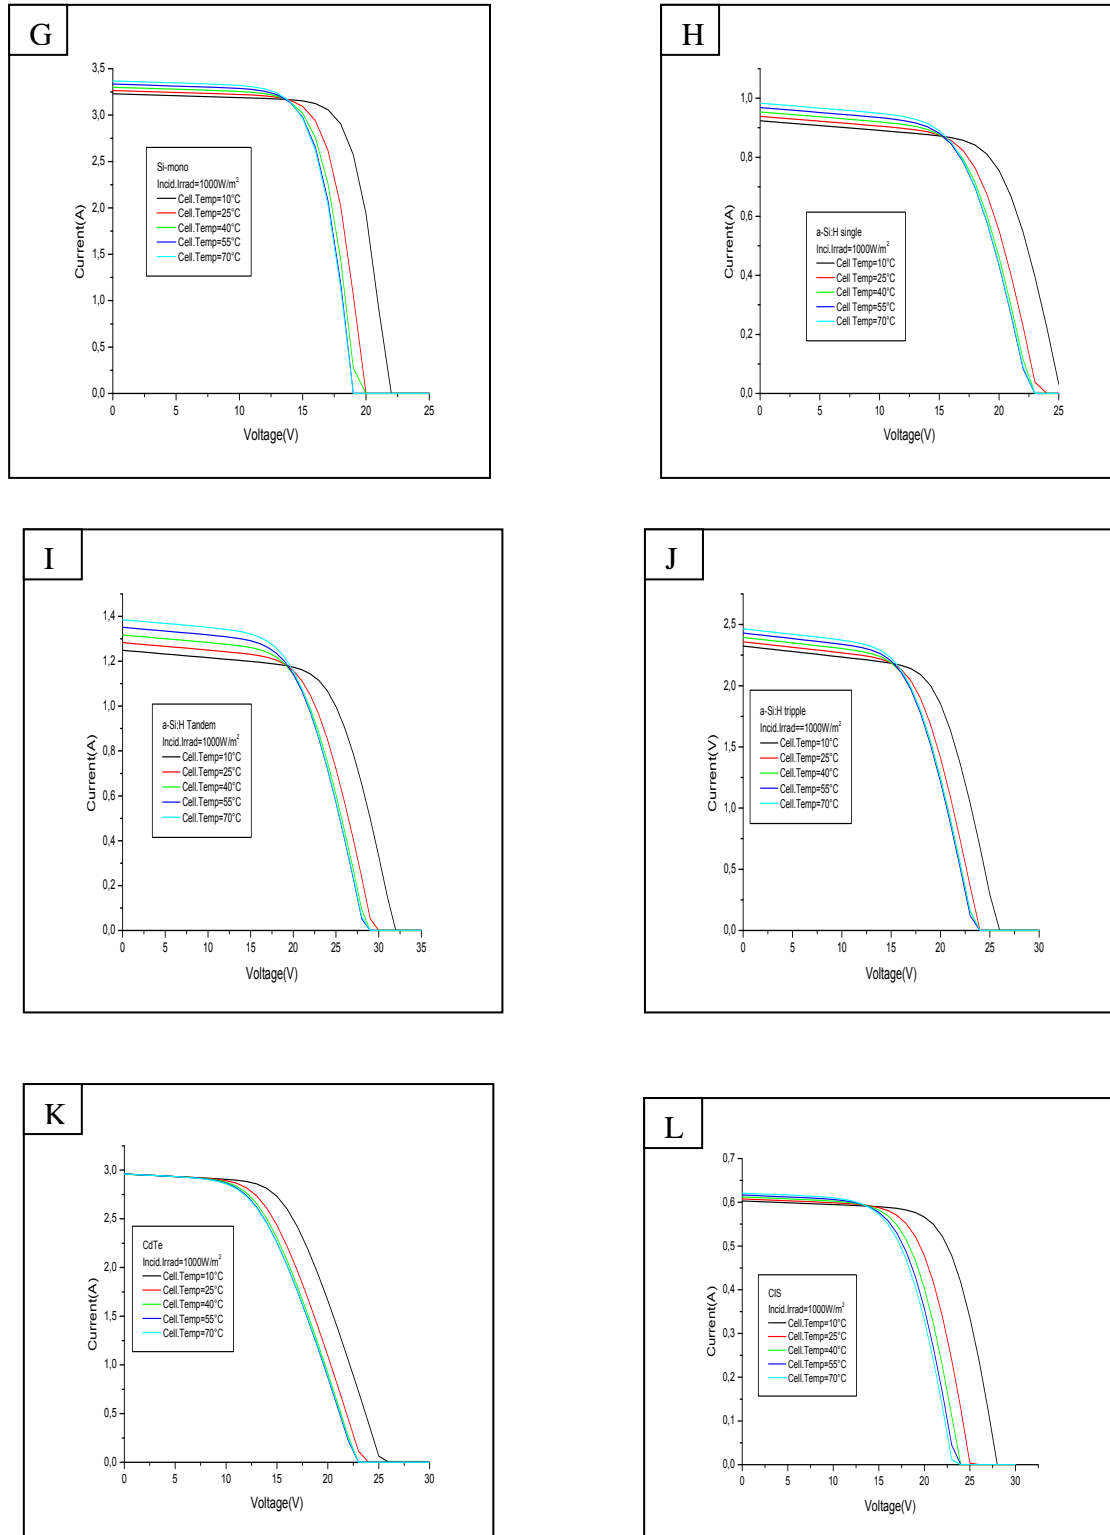 G
3,5
3,0
2,5
2,0
1,5
1,0
0,5
0,0
Current(A)
Si-mono
Incid.Irrad=1000W/m²
Cell.Temp=10°C
Cell.Temp=25°C
Cell.Temp=40°C
Cell.Temp=55°C
Cell.Temp=70°C
0 5 10 15 20 25
Voltage(V)
H
1,0
0,8
0,6
0,4
0,2
0,0
Current(A)
a-Si:H single
Inci.Irrad=1000W/m²
Cell Temp=10°C
Cell Temp=25°C
Cell Temp=40°C
Cell Temp=55°C
Cell Temp=70°C
0 5 10 15 20 25
Voltage(V)
I
1,4
1,2
1,0
0,8
0,6
0,4
0,2
0,0
Current(A)
a-Si:H Tandem
Incid.Irrad=1000W/m²
Cell.Temp=10°C
Cell.Temp=25°C
Cell.Temp=40°C
Cell.Temp=55°C
Cell.Temp=70°C
0 5 10 15 20 25 30 35
Voltage(V)
J
2,5
2,0
1,5
1,0
0,5
0,0
Current(V)
a-Si:H tripple
Incid.Irrad==1000W/m²
Cell.Temp=10°C
Cell.Temp=25°C
Cell.Temp=40°C
Cell.Temp=55°C
Cell.Temp=70°C
0 5 10 15 20 25 30
Voltage(V)
K
3,0
2,5
2,0
1,5
1,0
0,5
0,0
Current(A)
CdTe
Incid.Irrad=1000W/m²
Cell.Temp=10°C
Cell.Temp=25°C
Cell.Temp=40°C
Cell.Temp=55°C
Cell.Temp=70°C
0 5 10 15 20 25 30
Voltage(V)
L
0,7
0,6
0,5
0,4
0,3
0,2
0,1
0,0
Current(A)
CIS
Incid.Irrad=1000W/m²
Cell.Temp=10°C
Cell.Temp=25°C
Cell.Temp=40°C
Cell.Temp=55°C
Cell.Temp=70°C
0 5 10 15 20 25 30
Voltage(V)